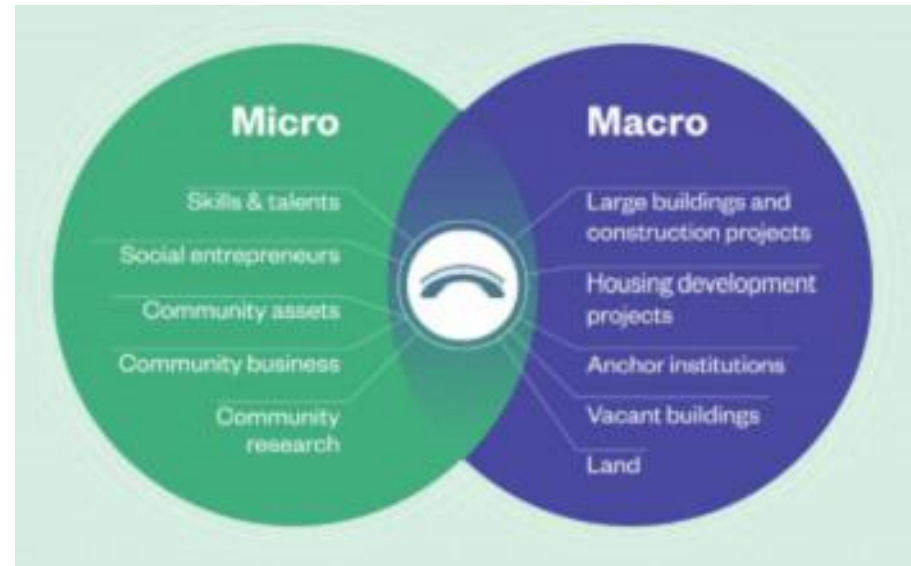 Micro
Skills & talents
Social entrepreneurs
Community assets
Community business
Community
research
Macro
Large buildings and
construction projects
Housing development
projects
Anchor institutions
Vacant buildings
Land